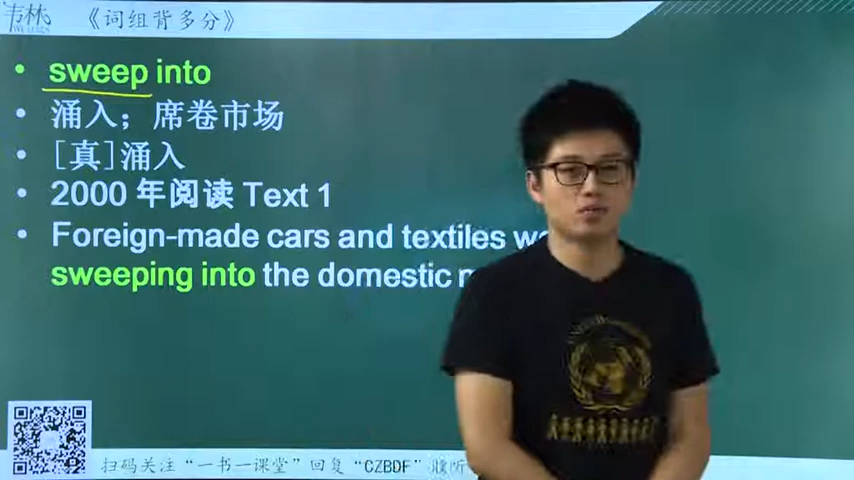 韦林 《词组背多分》
• sweep into
• 涌入；席卷市场
• [真]涌入
• 2000 年阅读 Text 1
• Foreign-made cars and textiles
sweeping into the domestic
扫码关注“一书一课堂”回复“CZBDF”